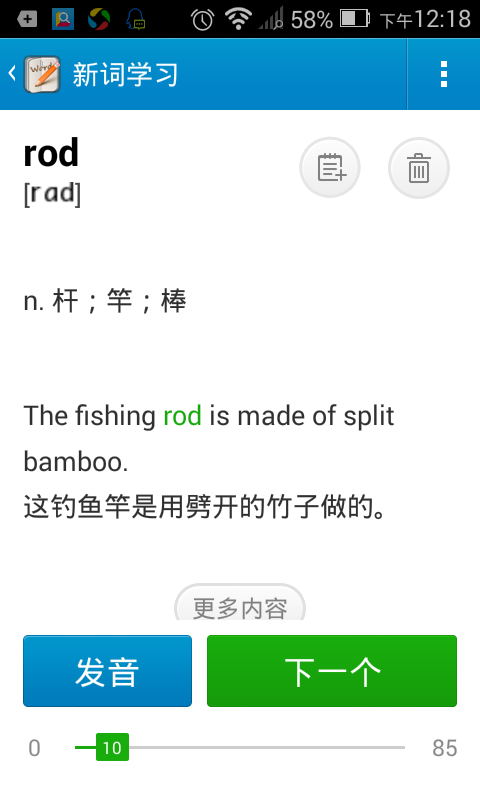 58% 下午12:18
Words
新词学习
rod
[rad]
n. 杆；竿；棒
The fishing rod is made of split
bamboo.
这钓鱼竿是用劈开的竹子做的。
更多内容
发音
下一个
0
10
85